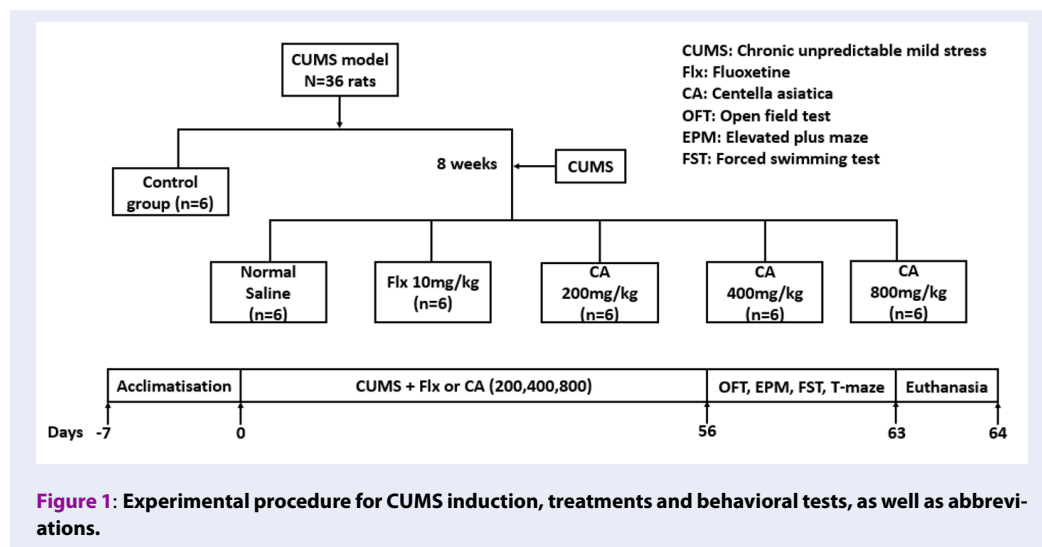 CUMS model
N=36 rats
CUMS: Chronic unpredictable mild stress
Flx: Fluoxetine
CA: Centella asiatica
OFT: Open field test
EPM: Elevated plus maze
FST: Forced swimming test
8 weeks
CUMS
Control
group (n=6)
Normal
Saline
(n=6)
Flx 10mg/kg
(n=6)
CA
200mg/kg
(n=6)
CA
400mg/kg
(n=6)
CA
800mg/kg
(n=6)
Acclimatisation
CUMS + Flx or CA (200,400,800)
OFT, EPM, FST, T-maze
Euthanasia
Days -7 0 56 63 64
Figure 1: Experimental procedure for CUMS induction, treatments and behavioral tests, as well as abbrevi-
ations.